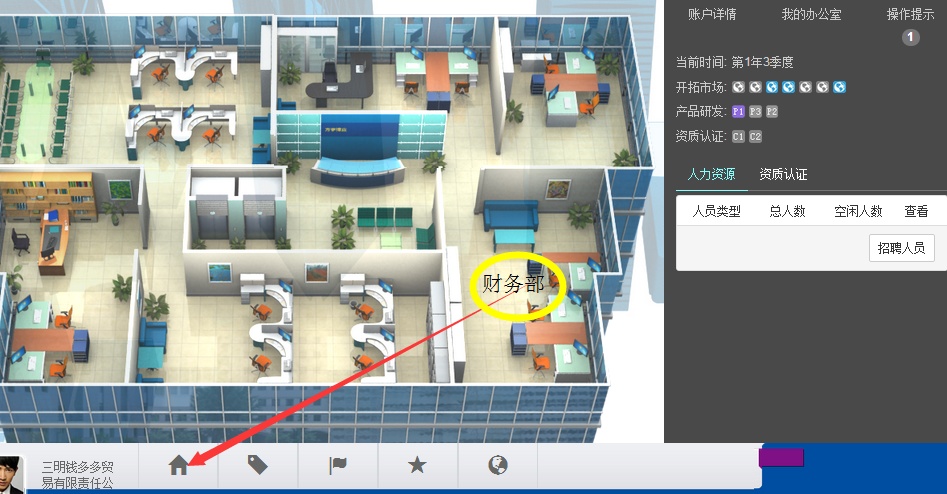 账户详情 我的办公室 操作提示
1
当前时间: 第1年3季度
开拓市场:
产品研发: P1 P3 P2
资质认证: C1 C2
人力资源 资质认证
人员类型 总人数 空闲人数 查看
招聘人员
财务部
三明钱多多贸
易有限责任公